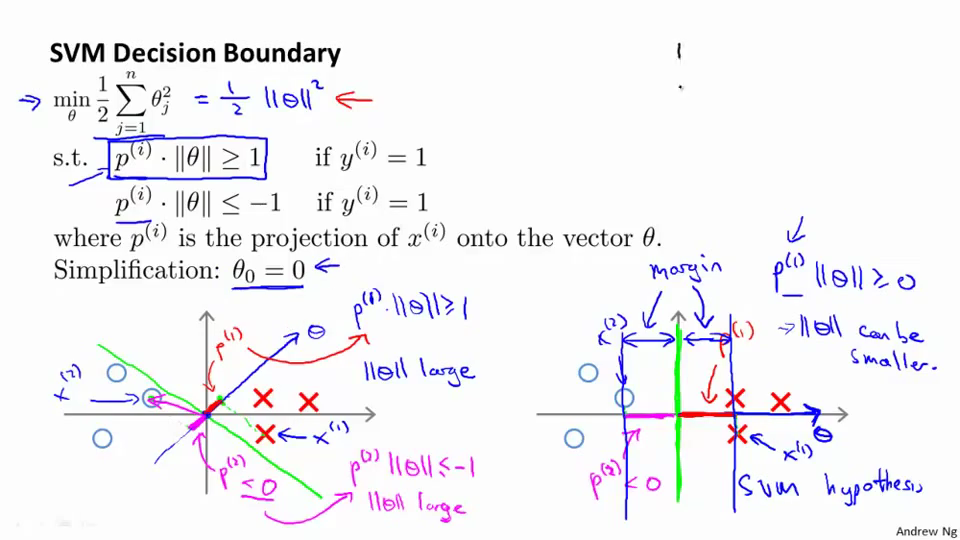 SVM Decision Boundary
→ min_θ 1/2 Σ_{j=1}^{n} θ_j^2 = 1/2 ||θ||^2 ←
s.t. p^(i) · ‖θ‖ ≥ 1 if y^(i) = 1
p^(i) · ‖θ‖ ≤ −1 if y^(i) = 1
where p^(i) is the projection of x^(i) onto the vector θ.
Simplification: θ_0 = 0 ←
p^(1) · ||θ|| ≥ 1
θ
p^(1)
||θ|| large
x^(2)
x^(1)
p^(2) ||θ|| ≤ -1
p^(2) < 0
||θ|| large
margin
p^(1) ||θ|| ≥ 0
x^(2)
p^(1)
→ ||θ|| can be
smaller.
θ
x^(1)
p^(2) < 0
SVM hypothesis
Andrew Ng